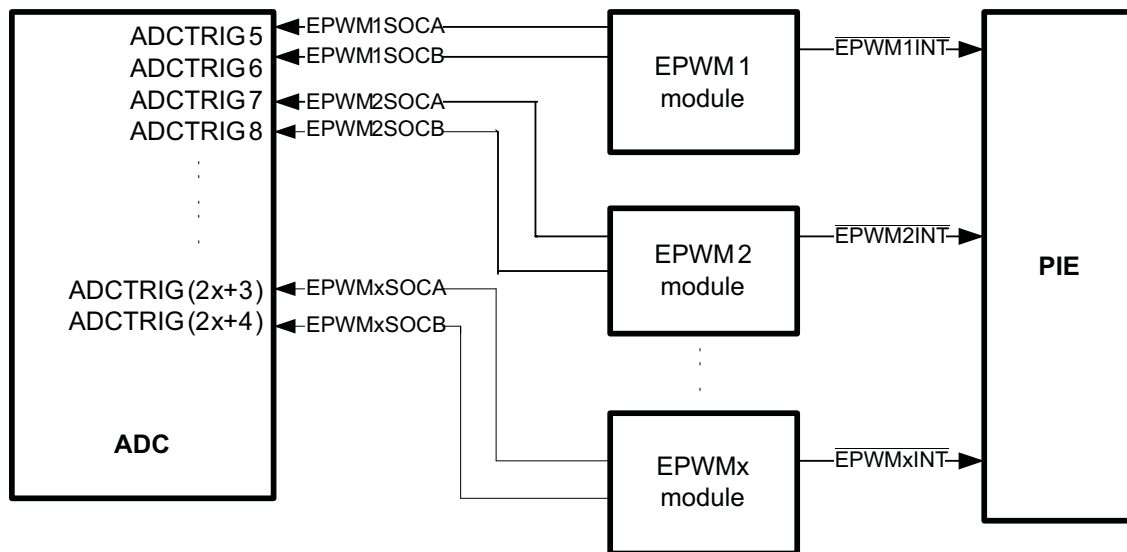 ADCTRIG5
ADCTRIG6
ADCTRIG7
ADCTRIG8
ADCTRIG(2x+3)
ADCTRIG(2x+4)
ADC
EPWM1SOCA
EPWM1SOCB
EPWM2SOCA
EPWM2SOCB
EPWMxSOCA
EPWMxSOCB
EPWM1
module
EPWM2
module
EPWMx
module
EPWM1INT
EPWM2INT
EPWMxINT
PIE